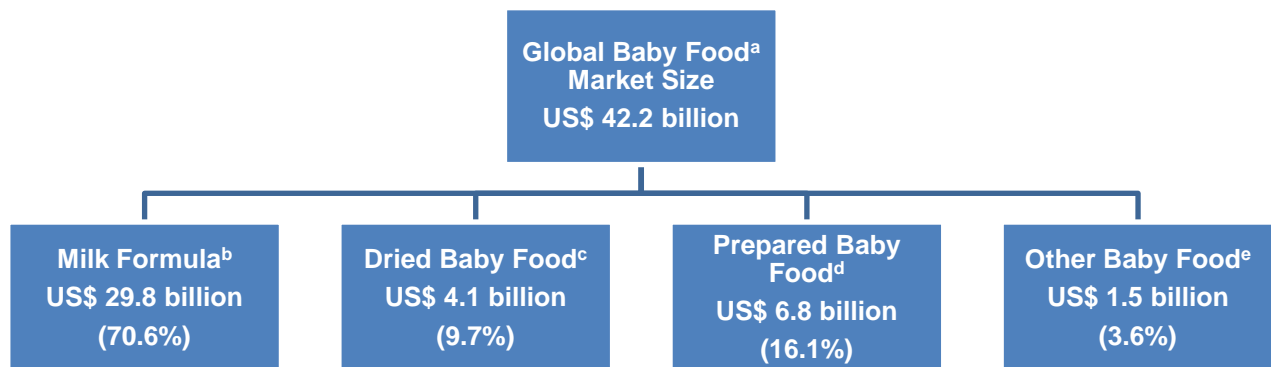 Global Baby Foodᵃ
Market Size
US$ 42.2 billion
Milk Formulaᵇ
US$ 29.8 billion
(70.6%)
Dried Baby Foodᶜ
US$ 4.1 billion
(9.7%)
Prepared Baby
Foodᵈ
US$ 6.8 billion
(16.1%)
Other Baby Foodᵉ
US$ 1.5 billion
(3.6%)